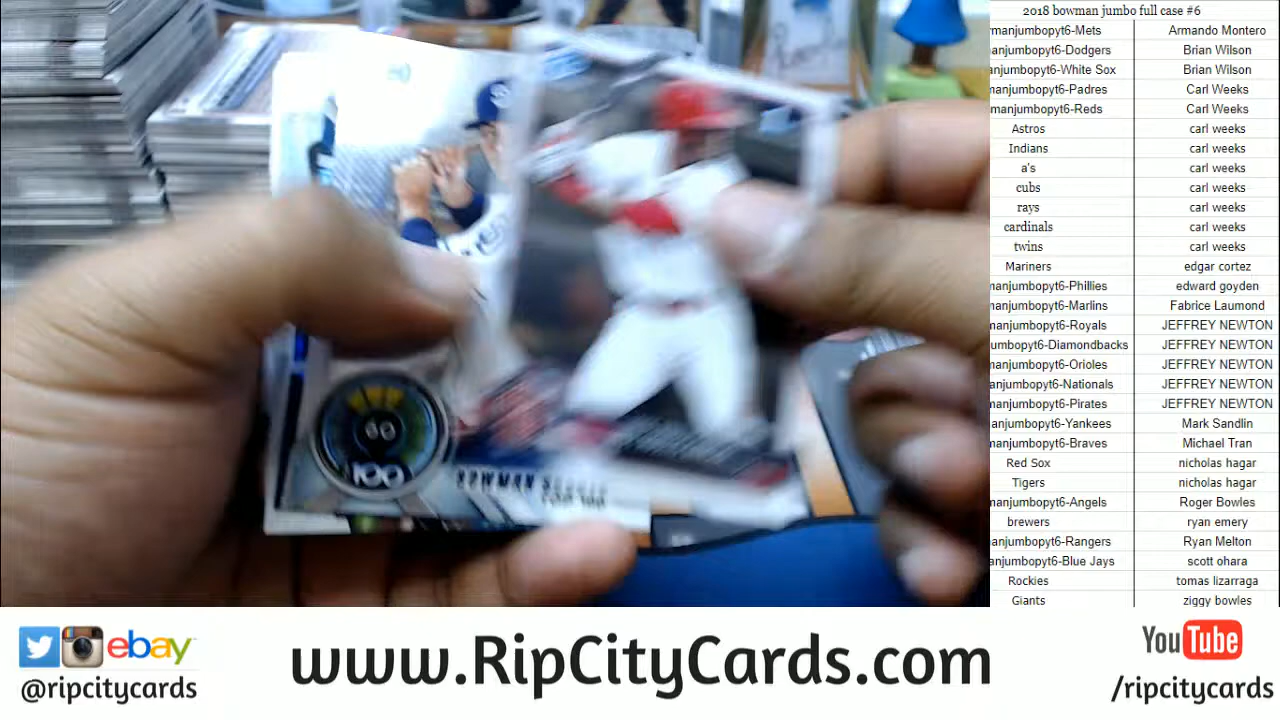 2018 bowman jumbo full case #6
manjumbopyt6-Mets Armando Montero
anjumbopyt6-Dodgers Brian Wilson
anjumbopyt6-White Sox Brian Wilson
manjumbopyt6-Padres Carl Weeks
manjumbopyt6-Reds Carl Weeks
Astros carl weeks
Indians carl weeks
a's carl weeks
cubs carl weeks
rays carl weeks
cardinals carl weeks
twins carl weeks
Mariners edgar cortez
manjumbopyt6-Phillies edward goyden
manjumbopyt6-Marlins Fabrice Laumond
manjumbopyt6-Royals JEFFREY NEWTON
umbopyt6-Diamondbacks JEFFREY NEWTON
manjumbopyt6-Orioles JEFFREY NEWTON
anjumbopyt6-Nationals JEFFREY NEWTON
manjumbopyt6-Pirates JEFFREY NEWTON
anjumbopyt6-Yankees Mark Sandlin
manjumbopyt6-Braves Michael Tran
Red Sox nicholas hagar
Tigers nicholas hagar
manjumbopyt6-Angels Roger Bowles
brewers ryan emery
manjumbopyt6-Rangers Ryan Melton
anjumbopyt6-Blue Jays scott ohara
Rockies tomas lizarraga
Giants ziggy bowles
100
BOWMAN
ebay
@ripcitycards
www.RipCityCards.com
YouTube
/ripcitycards